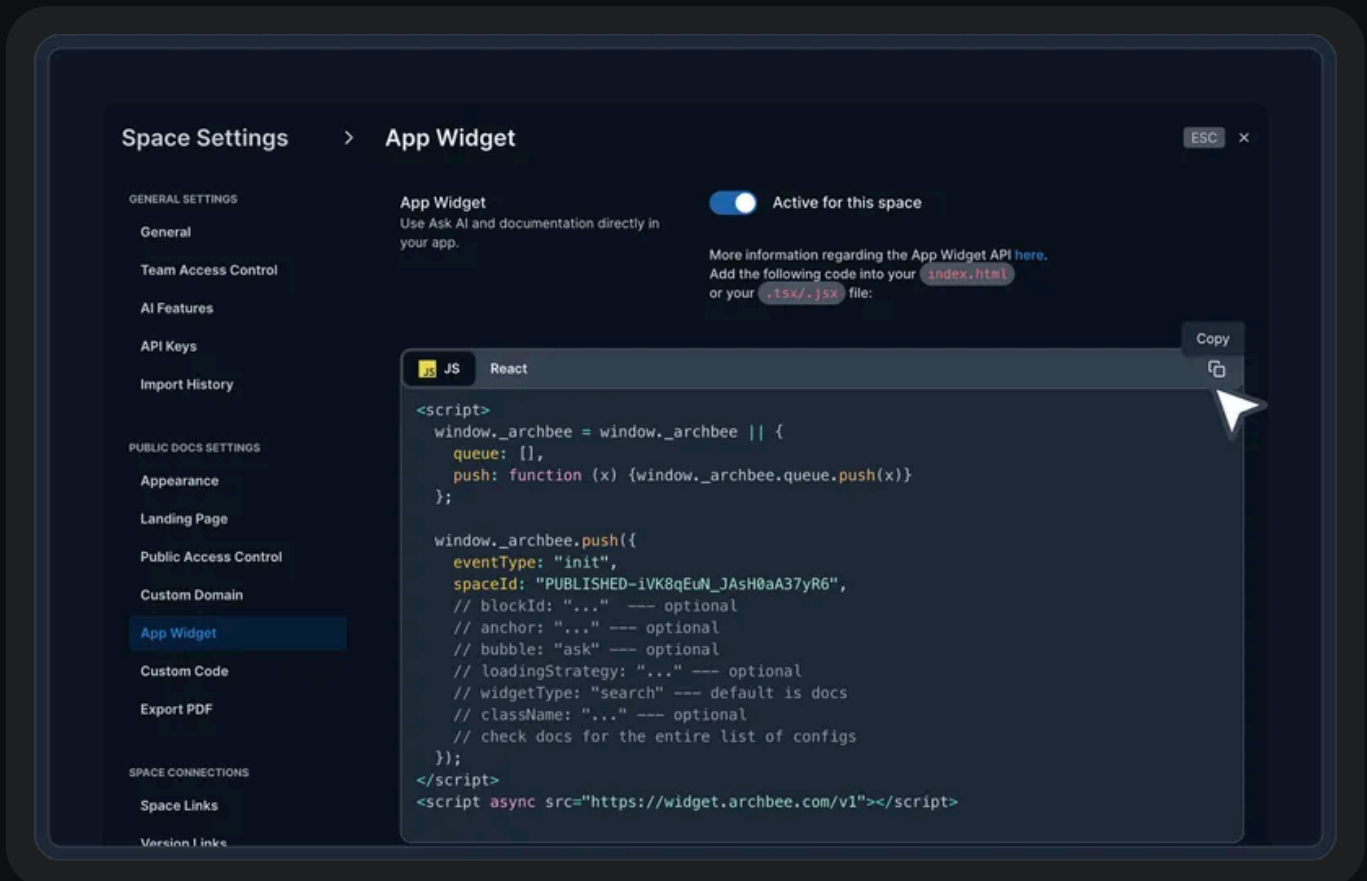 Space Settings > App Widget
ESC ×
GENERAL SETTINGS
General
Team Access Control
AI Features
API Keys
Import History
PUBLIC DOCS SETTINGS
Appearance
Landing Page
Public Access Control
Custom Domain
App Widget
Custom Code
Export PDF
SPACE CONNECTIONS
Space Links
Version Links
App Widget
Use Ask AI and documentation directly in
your app.
Active for this space
More information regarding the App Widget API here.
Add the following code into your index.html
or your .tsx/.jsx file:
Copy
JS JS React
<script>
  window._archbee = window._archbee || {
    queue: [],
    push: function (x) {window._archbee.queue.push(x)}
  };

  window._archbee.push({
    eventType: "init",
    spaceId: "PUBLISHED-iVK8qEuN_JAsH0aA37yR6",
    // blockId: "..."  --- optional
    // anchor: "..." --- optional
    // bubble: "ask" --- optional
    // loadingStrategy: "..." --- optional
    // widgetType: "search" --- default is docs
    // className: "..." --- optional
    // check docs for the entire list of configs
  });
</script>
<script async src="https://widget.archbee.com/v1"></script>